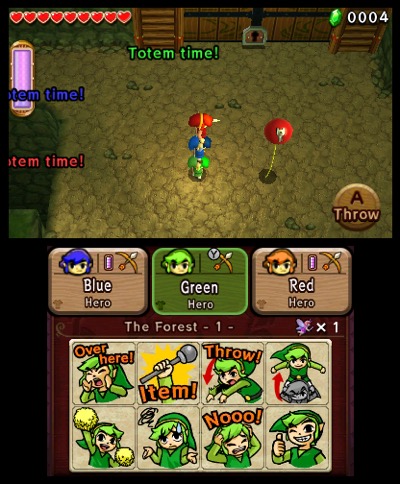 0004
Totem time!
otem time!
otem time!
A
Throw
Blue
Hero
Y
Green
Hero
Red
Hero
The Forest - 1 -
× 1
Over here!
Item!
Throw!
Nooo!